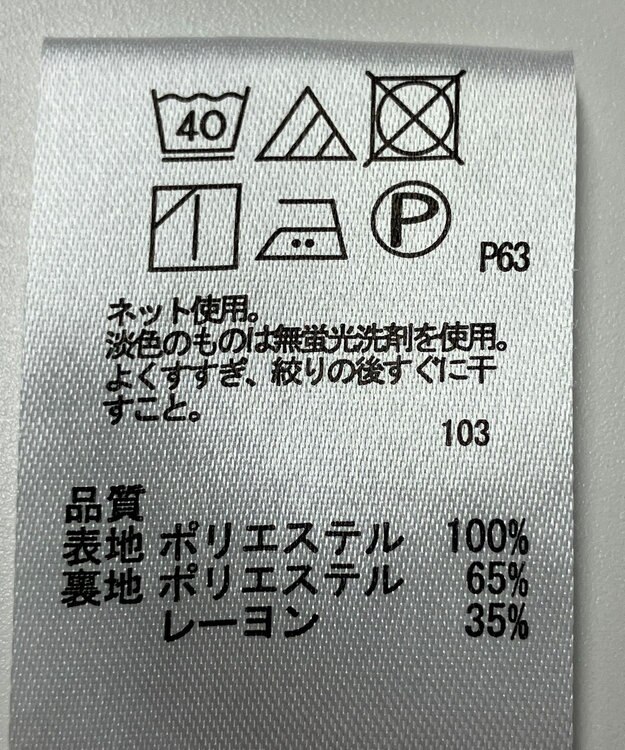 40
P
P63
ネット使用。
淡色のものは無蛍光洗剤を使用。
よくすすぎ、絞りの後すぐに干
すこと。
103
品質
表地 ポリエステル 100%
裏地 ポリエステル 65%
レーヨン 35%